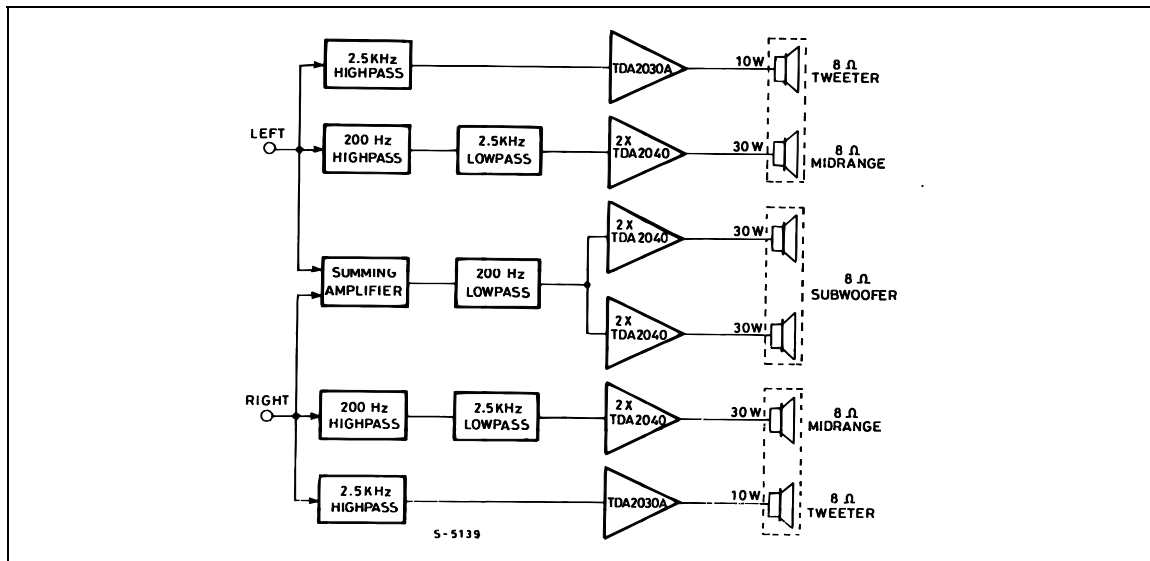 2.5KHz
HIGHPASS
TDA2030A
10W
8 Ω
TWEETER
LEFT
200 Hz
HIGHPASS
2.5KHz
LOWPASS
2X
TDA2040
30W
8 Ω
MIDRANGE
SUMMING
AMPLIFIER
200 Hz
LOWPASS
2X
TDA2040
30W
8 Ω
SUBWOOFER
2X
TDA2040
30W
RIGHT
200 Hz
HIGHPASS
2.5KHz
LOWPASS
2X
TDA2040
30W
8 Ω
MIDRANGE
2.5KHz
HIGHPASS
TDA2030A
10W
8 Ω
TWEETER
S-5139